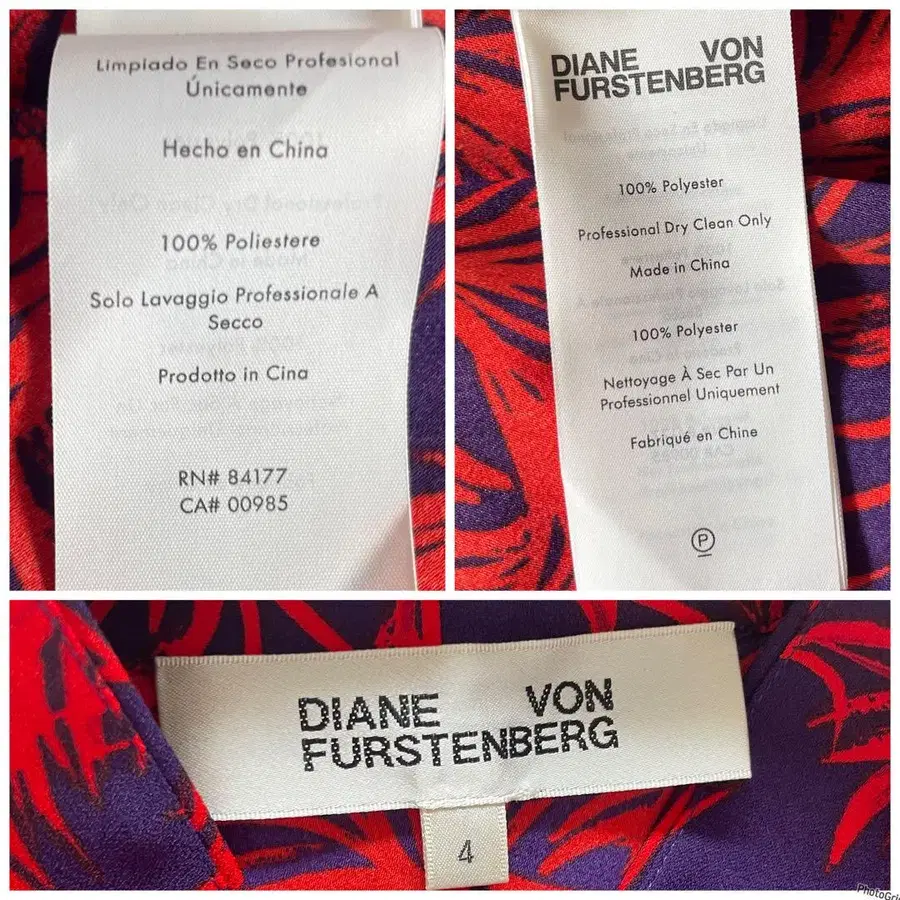 Limpiado En Seco Profesional
Únicamente
Hecho en China
100% Poliestere
Solo Lavaggio Professionale A
Secco
Prodotto in Cina
RN# 84177
CA# 00985
DIANE VON
FURSTENBERG
100% Polyester
Professional Dry Clean Only
Made in China
100% Polyester
Nettoyage À Sec Par Un
Professionnel Uniquement
Fabriqué en Chine
P
DIANE VON
FURSTENBERG
4